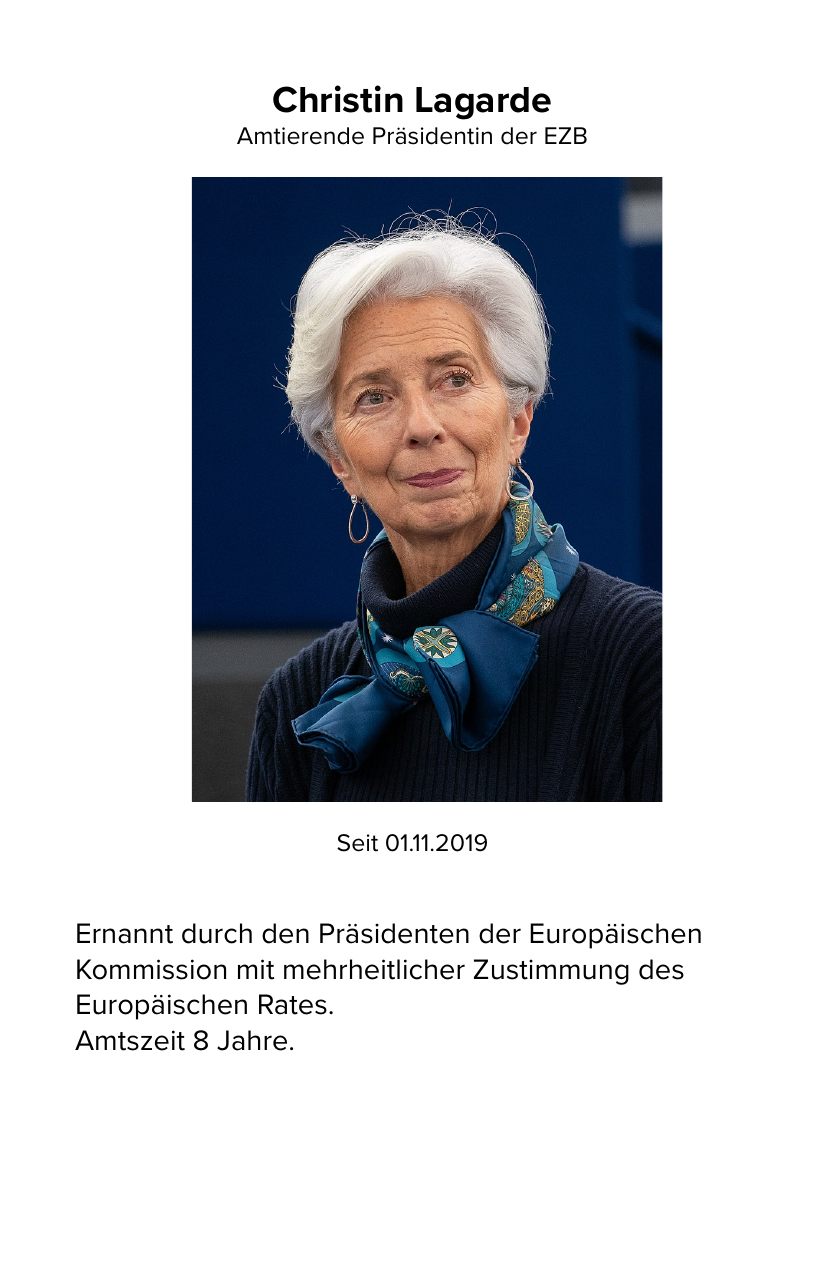 Christin Lagarde
Amtierende Präsidentin der EZB
Seit 01.11.2019
Ernannt durch den Präsidenten der Europäischen
Kommission mit mehrheitlicher Zustimmung des
Europäischen Rates.
Amtszeit 8 Jahre.